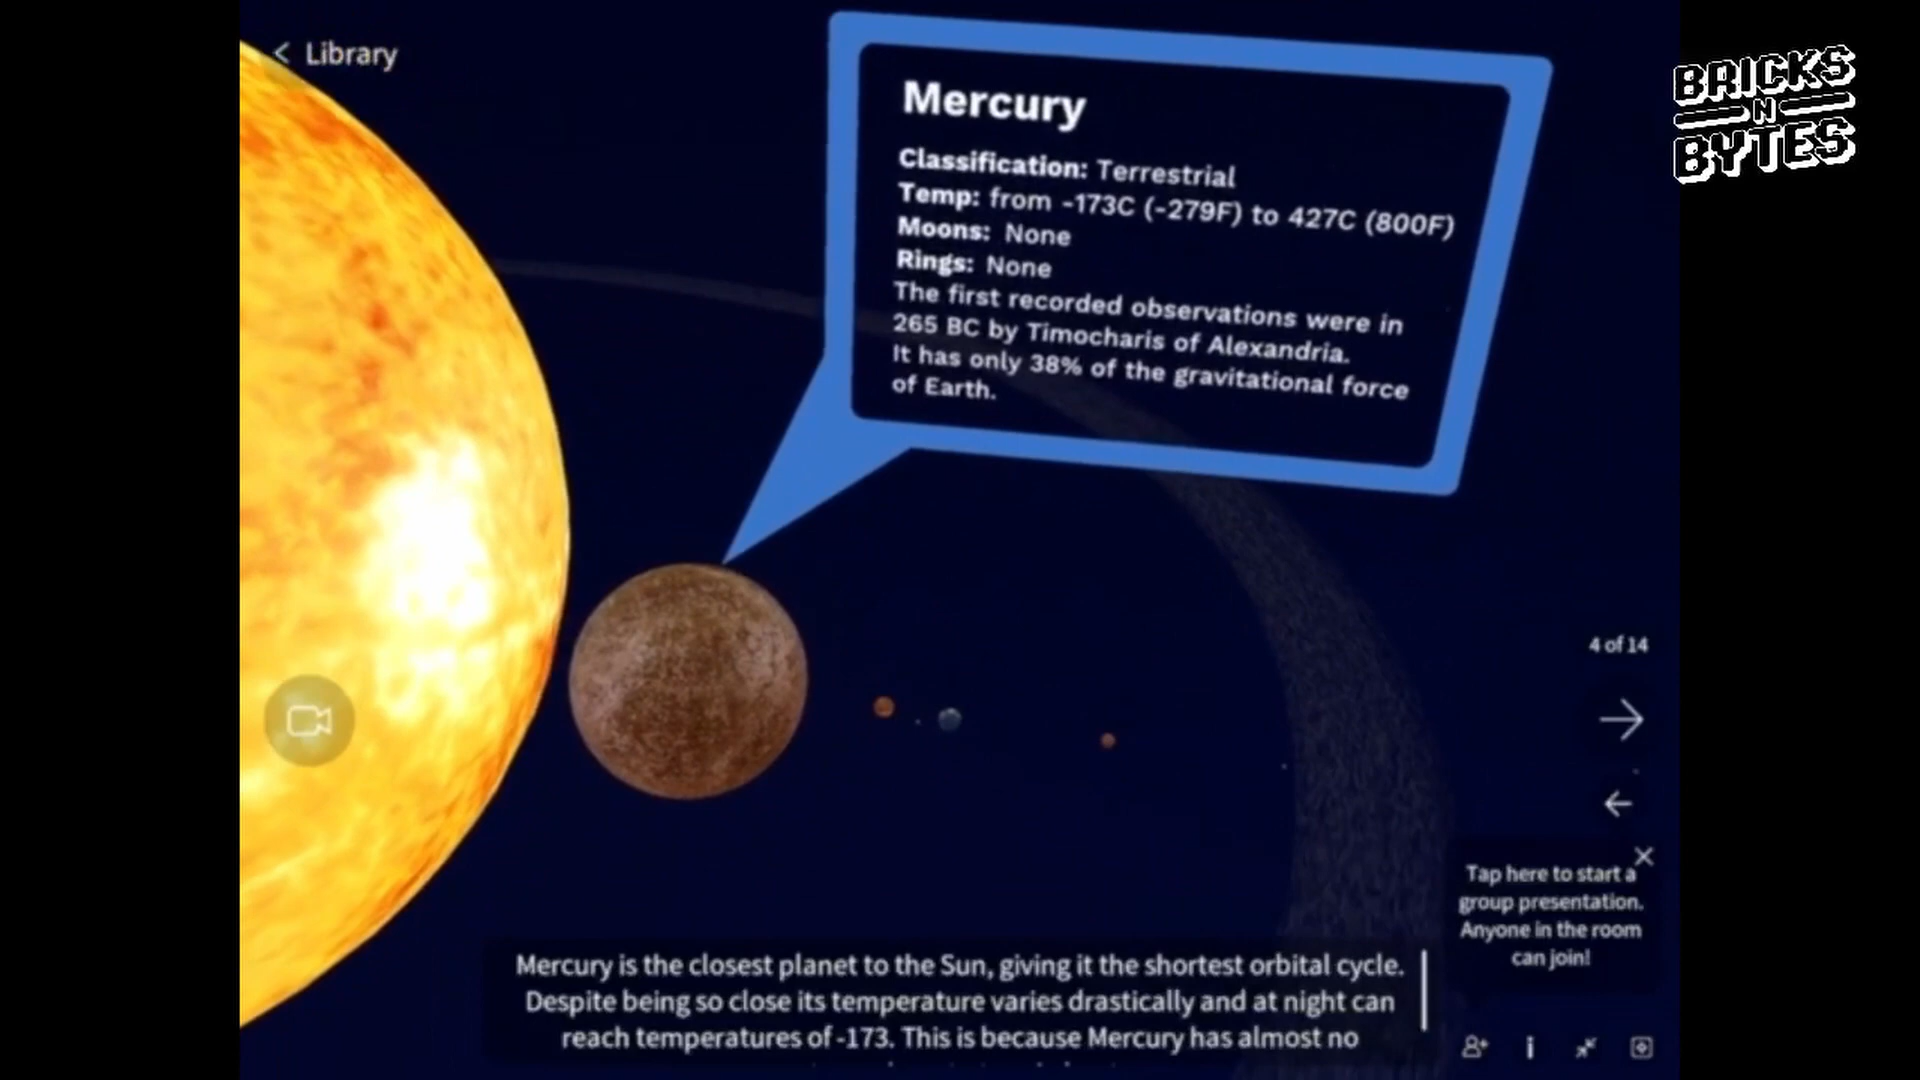 Library
BRICKS
N
BYTES
Mercury
Classification: Terrestrial
Temp: from -173C (-279F) to 427C (800F)
Moons: None
Rings: None
The first recorded observations were in
265 BC by Timocharis of Alexandria.
It has only 38% of the gravitational force
of Earth.
4 of 14
Tap here to start a
group presentation.
Anyone in the room
can join!
Mercury is the closest planet to the Sun, giving it the shortest orbital cycle.
Despite being so close its temperature varies drastically and at night can
reach temperatures of -173. This is because Mercury has almost no